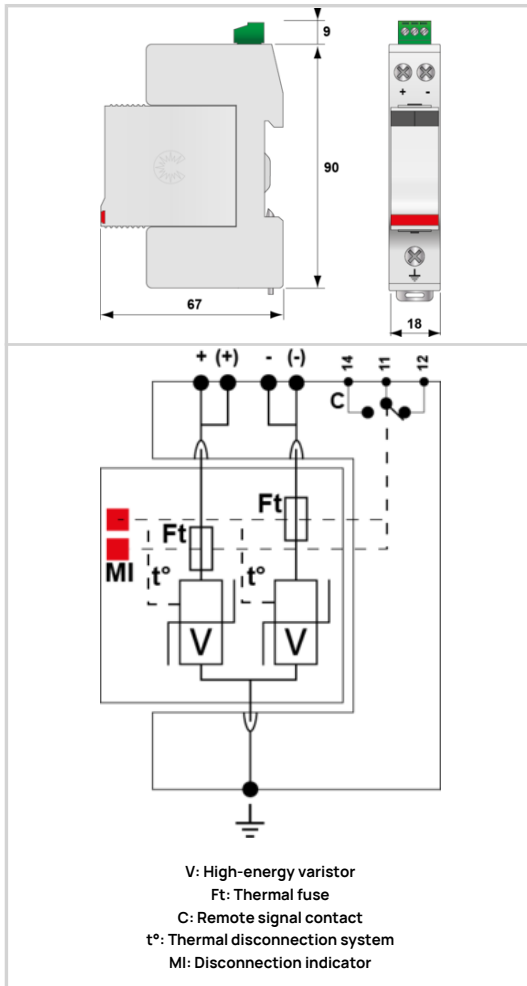 9
90
67
+ -
18
+ (+) - (-) 14 11 12
C
Ft
Ft
MI
t° t°
V V
V: High-energy varistor
Ft: Thermal fuse
C: Remote signal contact
t°: Thermal disconnection system
MI: Disconnection indicator